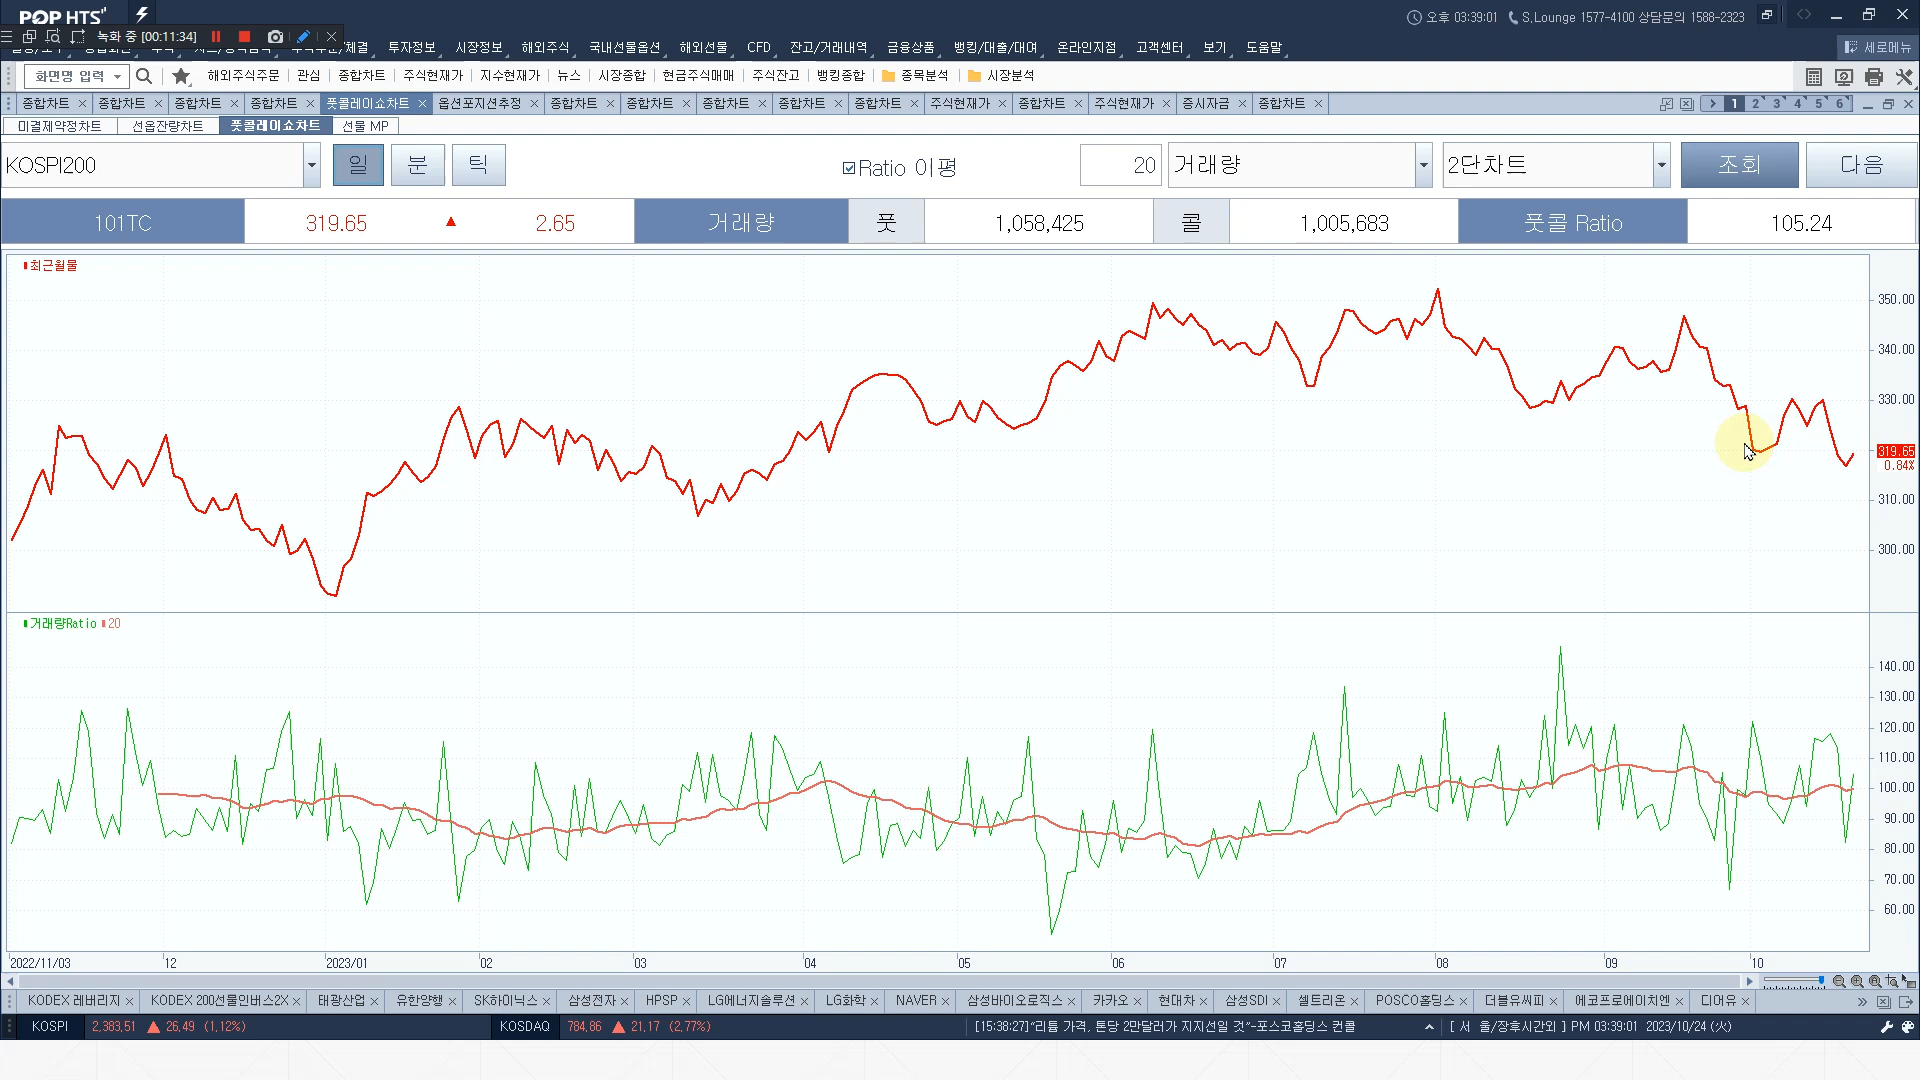 POP HTS
오후 03:39:01 S.Lounge 1577-4100 상담문의 1588-2323
녹화 중 [00:11:34]
투자정보 시장정보 해외주식 국내선물옵션 해외선물 CFD 잔고/거래내역 금융상품 뱅킹/대출/대여 온라인지점 고객센터 보기 도움말 세로메뉴
화면명 입력 해외주식주문 관심 종합차트 주식현재가 지수현재가 뉴스 시장종합 현금주식매매 주식잔고 뱅킹종합 종목분석 시장분석
종합차트 종합차트 종합차트 종합차트 풋콜레이쇼차트 옵션포지션추정 종합차트 종합차트 종합차트 종합차트 종합차트 주식현재가 종합차트 주식현재가 증시자금 종합차트 1 2 3 4 5 6
미결제약정차트 선옵잔량차트 풋콜레이쇼차트 선물 MP
KOSPI200 일 분 틱 Ratio 이평 20 거래량 2단차트 조회 다음
101TC 319.65 ▲ 2.65 거래량 풋 1,058,425 콜 1,005,683 풋콜 Ratio 105.24
최근월물
350.00
340.00
330.00
319.65
0.84%
310.00
300.00
거래량Ratio 20
140.00
130.00
120.00
110.00
100.00
90.00
80.00
70.00
60.00
2022/11/03 12 2023/01 02 03 04 05 06 07 08 09 10
KODEX 레버리지 KODEX 200선물인버스2X 태광산업 유한양행 SK하이닉스 삼성전자 HPSP LG에너지솔루션 LG화학 NAVER 삼성바이오로직스 카카오 현대차 삼성SDI 셀트리온 POSCO홀딩스 더블유씨피 에코프로에이치엔 디어유
KOSPI 2,383.51 ▲ 26.49 (1.12%) KOSDAQ 784.86 ▲ 21.17 (2.77%) [15:38:27]"리튬 가격, 톤당 2만달러가 지지선일 것"-포스코홀딩스 컨콜 [ 서 울/장후시간외 ] PM 03:39:01 2023/10/24 (火)